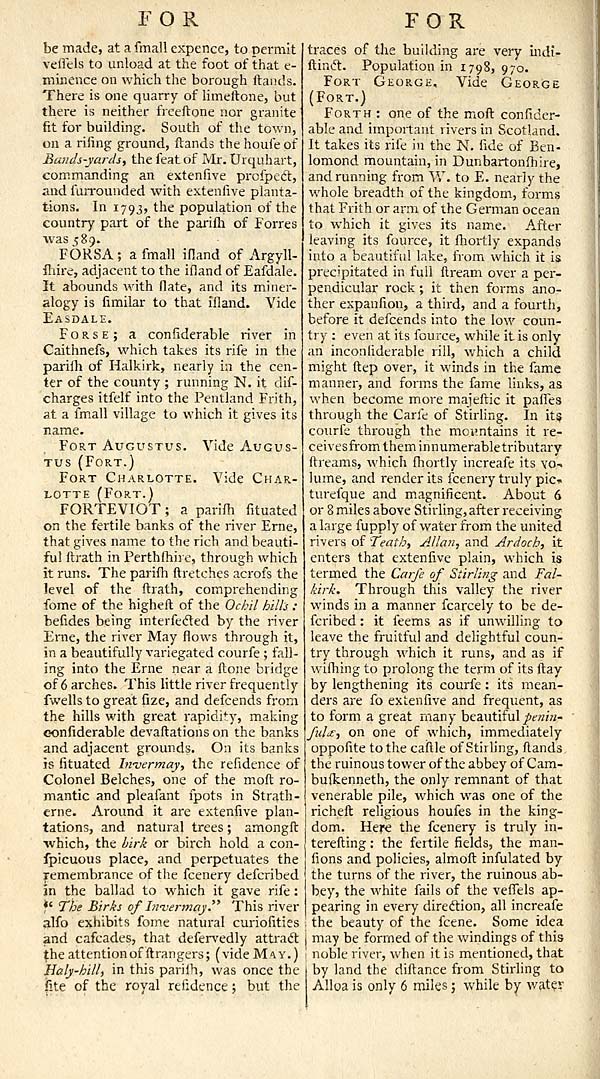 FOR
be made, at a ſmall expence, to permit
veſſels to unload at the foot of that e-
minence on which the borough ſtands.
There is one quarry of limeſtone, but
there is neither freeſtone nor granite
fit for building. South of the town,
on a riſing ground, ſtands the houſe of
Bands-yards, the ſeat of Mr. Urquhart,
commanding an extenſive proſpect,
and ſurrounded with extenſive planta-
tions. In 1793, the population of the
country part of the pariſh of Forres
was 589.
FORSA; a ſmall iſland of Argyll-
ſhire, adjacent to the iſland of Eaſdale.
It abounds with ſlate, and its miner-
alogy is ſimilar to that iſland. Vide
EASDALE.
FORSE; a conſiderable river in
Caithneſs, which takes its riſe in the
pariſh of Halkirk, nearly in the cen-
ter of the county; running N. it diſ-
charges itſelf into the Pentland Frith,
at a ſmall village to which it gives its
name.
FORT AUGUSTUS. Vide AUGUS-
TUS (FORT.)
FORT CHARLOTTE. Vide CHAR-
LOTTE (FORT.)
FORTEVIOT; a pariſh ſituated
on the fertile banks of the river Erne,
that gives name to the rich and beauti-
ful ſtrath in Perthſhire, through which
it runs. The pariſh ſtretches acroſs the
level of the ſtrath, comprehending
ſome of the higheſt of the Ochil hills:
beſides being interſected by the river
Erne, the river May flows through it,
in a beautifully variegated courſe; fall-
ing into the Erne near a ſtone bridge
of 6 arches. This little river frequently
ſwells to great ſize, and deſcends from
the hills with great rapidity, making
conſiderable devaſtations on the banks
and adjacent grounds. On its banks
is ſituated Invermay, the reſidence of
Colonel Belches, one of the moſt ro-
mantic and pleaſant ſpots in Strath-
erne. Around it are extenſive plan-
tations, and natural trees; amongſt
which, the birk or birch hold a con-
ſpicuous place, and perpetuates the
remembrance of the ſcenery deſcribed
in the ballad to which it gave riſe:
"The Birks of Invermay." This river
alſo exhibits ſome natural curioſities
and caſcades, that deſervedly attract
the attention of ſtrangers; (vide MAY.)
Haly-hill, in this pariſh, was once the
ſite of the royal reſidence; but the
FOR
traces of the building are very indi-
ſtinct. Population in 1798, 970.
FORT GEORGE. Vide GEORGE
(FORT.)
FORTH: one of the moſt conſider-
able and important rivers in Scotland.
It takes its riſe in the N. ſide of Ben-
lomond mountain, in Dunbartonſhire,
and running from W. to E. nearly the
whole breadth of the kingdom, forms
that Frith or arm of the German ocean
to which it gives its name. After
leaving its ſource, it ſhortly expands
into a beautiful lake, from which it is
precipitated in full ſtream over a per-
pendicular rock; it then forms ano-
ther expanſion, a third, and a fourth,
before it deſcends into the low coun-
try: even at its ſource, while it is only
an inconſiderable rill, which a child
might ſtep over, it winds in the ſame
manner, and forms the ſame links, as
when become more majeſtic it paſſes
through the Carſe of Stirling. In its
courſe through the mountains it re-
ceives from them innumerable tributary
ſtreams, which ſhortly increaſe its vo-
lume, and render its ſcenery truly pic-
tureſque and magnificent. About 6
or 8 miles above Stirling, after receiving
a large ſupply of water from the united
rivers of Teath, Allan, and Ardoch, it
enters that extenſive plain, which is
termed the Carſe of Stirling and Fal-
kirk. Through this valley the river
winds in a manner ſcarcely to be de-
ſcribed: it ſeems as if unwilling to
leave the fruitful and delightful coun-
try through which it runs, and as if
wiſhing to prolong the term of its ſtay
by lengthening its courſe: its mean-
ders are ſo extenſive and frequent, as
to form a great many beautiful penin-
ſulæ, on one of which, immediately
oppoſite to the caſtle of Stirling, ſtands
the ruinous tower of the abbey of Cam-
buſkenneth, the only remnant of that
venerable pile, which was one of the
richeſt religious houſes in the king-
dom. Here the ſcenery is truly in-
tereſting: the fertile fields, the man-
ſions and policies, almoſt inſulated by
the turns of the river, the ruinous ab-
bey, the white ſails of the veſſels ap-
pearing in every direction, all increaſe
the beauty of the ſcene. Some idea
may be formed of the windings of this
noble river, when it is mentioned, that
by land the diſtance from Stirling to
Alloa is only 6 miles; while by water